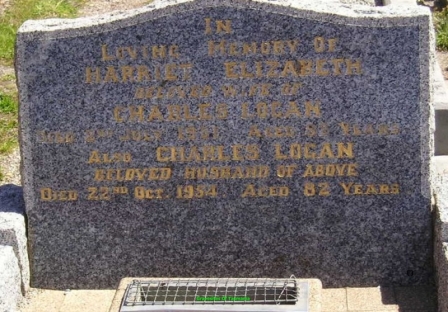 IN
LOVING MEMORY OF
HARRIET ELIZABETH
BELOVED WIFE OF
CHARLES LOGAN
DIED 2ND JULY AGED YEARS
ALSO CHARLES LOGAN
BELOVED HUSBAND OF ABOVE
DIED 22ND OCT. 1954 AGED 82 YEARS